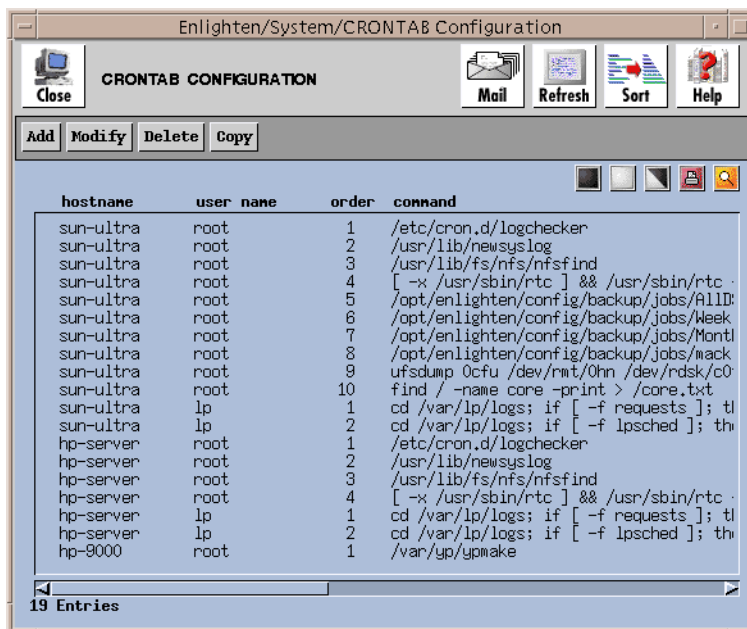 Enlighten/System/CRONTAB Configuration
Close
CRONTAB CONFIGURATION
Mail
Refresh
Sort
Help
Add Modify Delete Copy
hostname user name order command
sun-ultra root 1 /etc/cron.d/logchecker
sun-ultra root 2 /usr/lib/newsyslog
sun-ultra root 3 /usr/lib/fs/nfs/nfsfind
sun-ultra root 4 [ -x /usr/sbin/rtc ] && /usr/sbin/rtc -
sun-ultra root 5 /opt/enlighten/config/backup/jobs/AllD
sun-ultra root 6 /opt/enlighten/config/backup/jobs/Week
sun-ultra root 7 /opt/enlighten/config/backup/jobs/Mont
sun-ultra root 8 /opt/enlighten/config/backup/jobs/mack
sun-ultra root 9 ufsdump 0cfu /dev/rmt/0hn /dev/rdsk/c0
sun-ultra root 10 find / -name core -print > /core.txt
sun-ultra lp 1 cd /var/lp/logs; if [ -f requests ]; t
sun-ultra lp 2 cd /var/lp/logs; if [ -f lpsched ]; th
hp-server root 1 /etc/cron.d/logchecker
hp-server root 2 /usr/lib/newsyslog
hp-server root 3 /usr/lib/fs/nfs/nfsfind
hp-server root 4 [ -x /usr/sbin/rtc ] && /usr/sbin/rtc -
hp-server lp 1 cd /var/lp/logs; if [ -f requests ]; t
hp-server lp 2 cd /var/lp/logs; if [ -f lpsched ]; th
hp-9000 root 1 /var/yp/ypmake
19 Entries